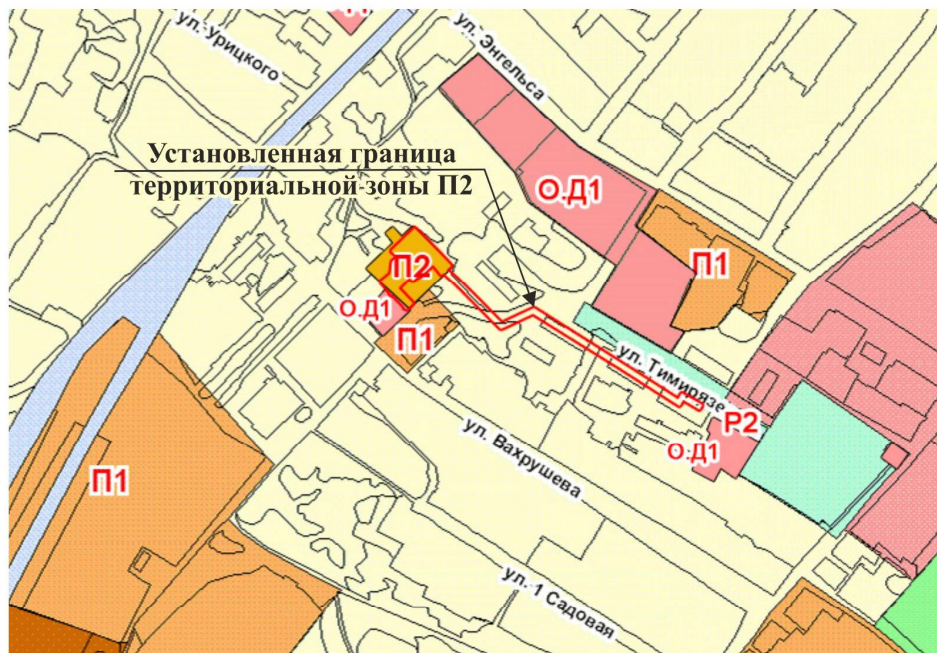 ул. Урицкого
ул. Энгельса
Установленная граница
территориальной зоны П2
О.Д1
П2
П1
О.Д1
П1
ул. Тимирязе
Р2
О.Д1
ул. Вахрушева
П1
ул. 1 Садовая